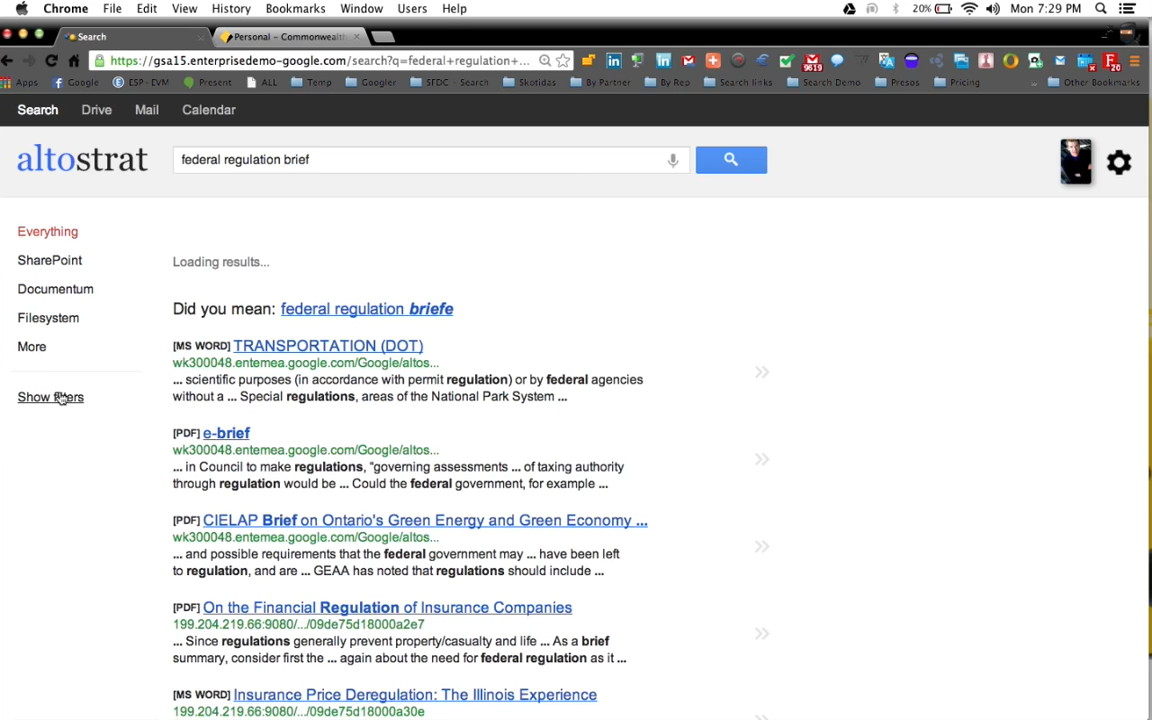 Chrome File Edit View History Bookmarks Window Users Help 20% Mon 7:29 PM
Search Personal – Commonwealth
https://gsa15.enterprisedemo-google.com/search?q=federal+regulation+...
9619 20
Apps Google ESP - EVM Present ALL Temp Googler SFDC - Search Skotidas By Partner By Rep Search links Search Demo Presos Pricing Other Bookmarks
Search Drive Mail Calendar
altostrat federal regulation brief
Everything
SharePoint
Documentum
Filesystem
More
Show filters
Loading results...
Did you mean: federal regulation briefe
[MS WORD] TRANSPORTATION (DOT)
wk300048.entemea.google.com/Google/altos...
... scientific purposes (in accordance with permit regulation) or by federal agencies
without a ... Special regulations, areas of the National Park System ...
[PDF] e-brief
wk300048.entemea.google.com/Google/altos...
... in Council to make regulations, “governing assessments ... of taxing authority
through regulation would be ... Could the federal government, for example ...
[PDF] CIELAP Brief on Ontario's Green Energy and Green Economy ...
wk300048.entemea.google.com/Google/altos...
... and possible requirements that the federal government may ... have been left
to regulation, and are ... GEAA has noted that regulations should include ...
[PDF] On the Financial Regulation of Insurance Companies
199.204.219.66:9080/.../09de75d18000a2e7
... Since regulations generally prevent property/casualty and life ... As a brief
summary, consider first the ... again about the need for federal regulation as it ...
[MS WORD] Insurance Price Deregulation: The Illinois Experience
199.204.219.66:9080/.../09de75d18000a30e